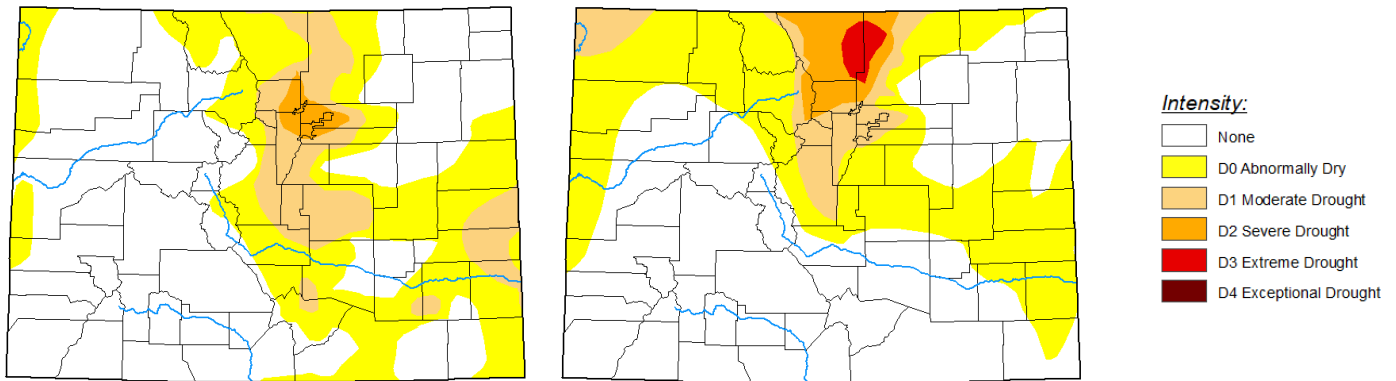 Intensity:
None
D0 Abnormally Dry
D1 Moderate Drought
D2 Severe Drought
D3 Extreme Drought
D4 Exceptional Drought